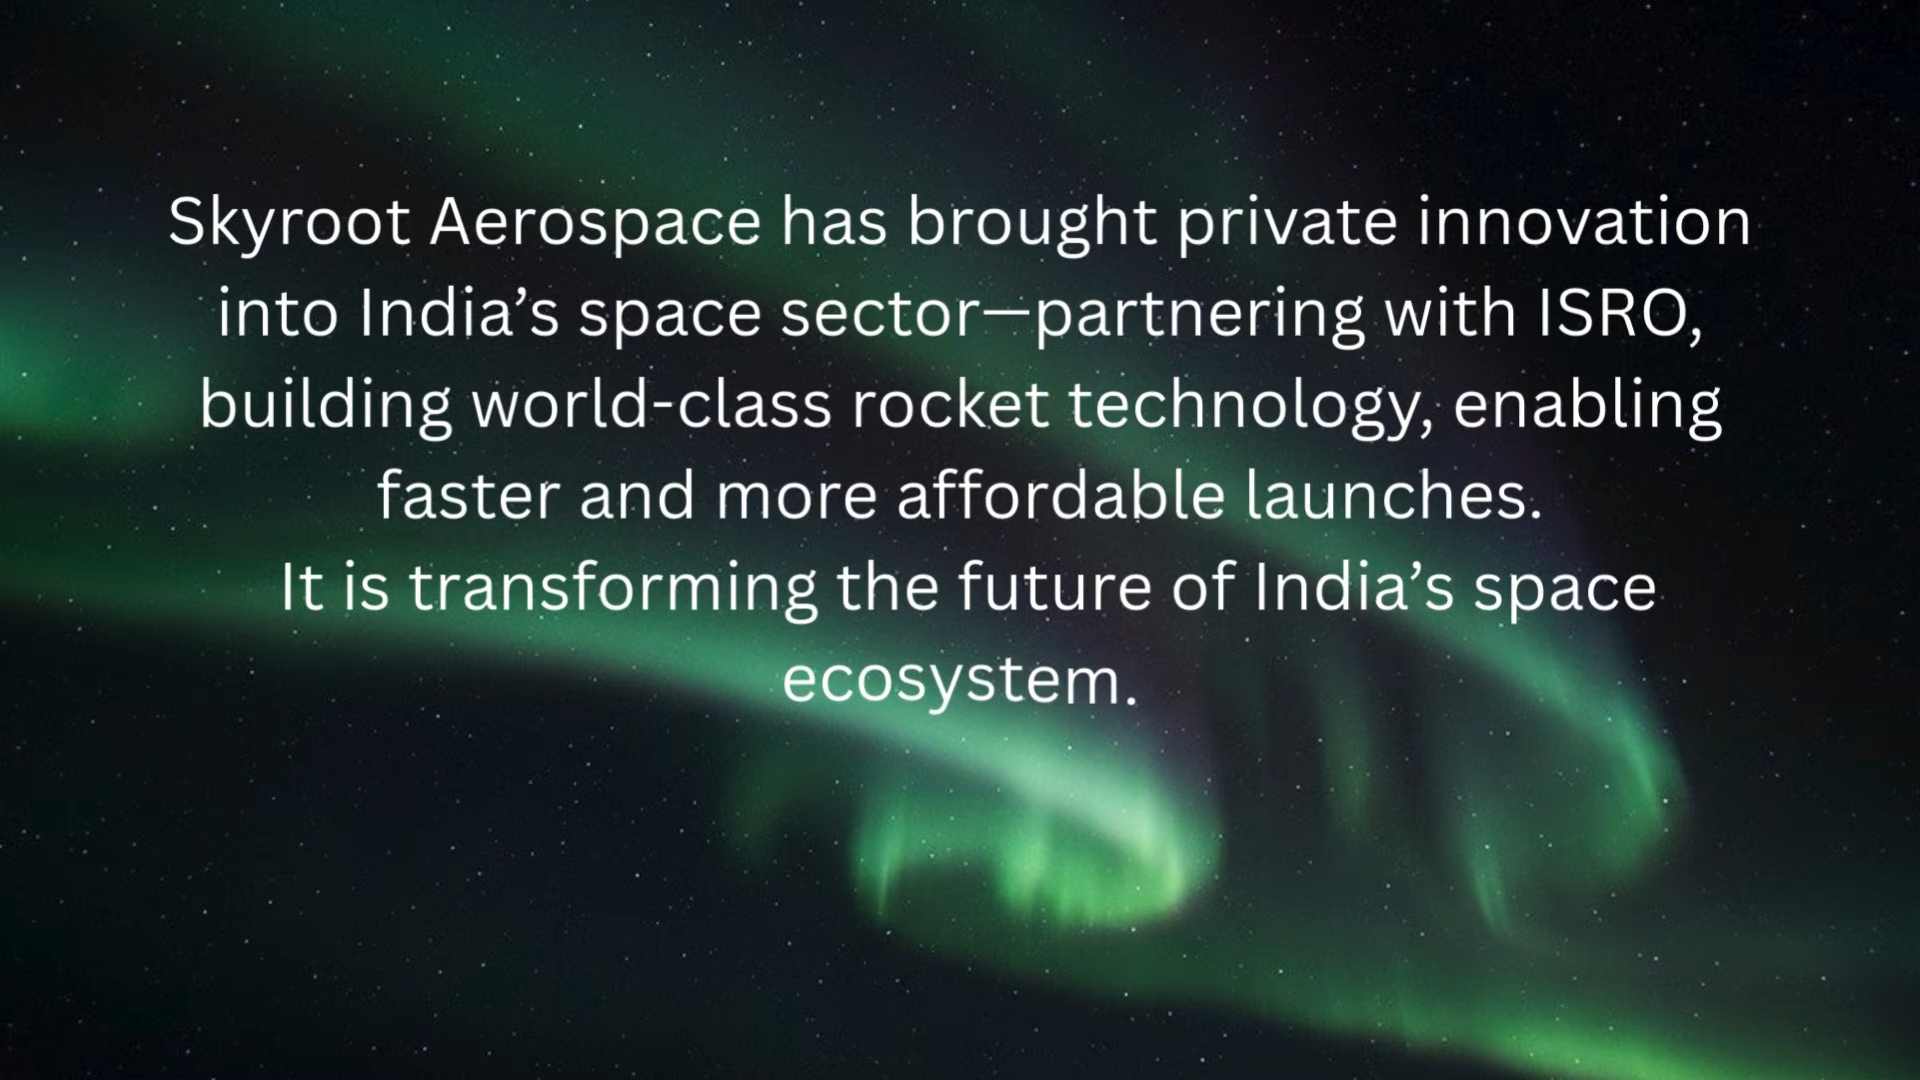 Skyroot Aerospace has brought private innovation
into India’s space sector—partnering with ISRO,
building world-class rocket technology, enabling
faster and more affordable launches.
It is transforming the future of India’s space
ecosystem.